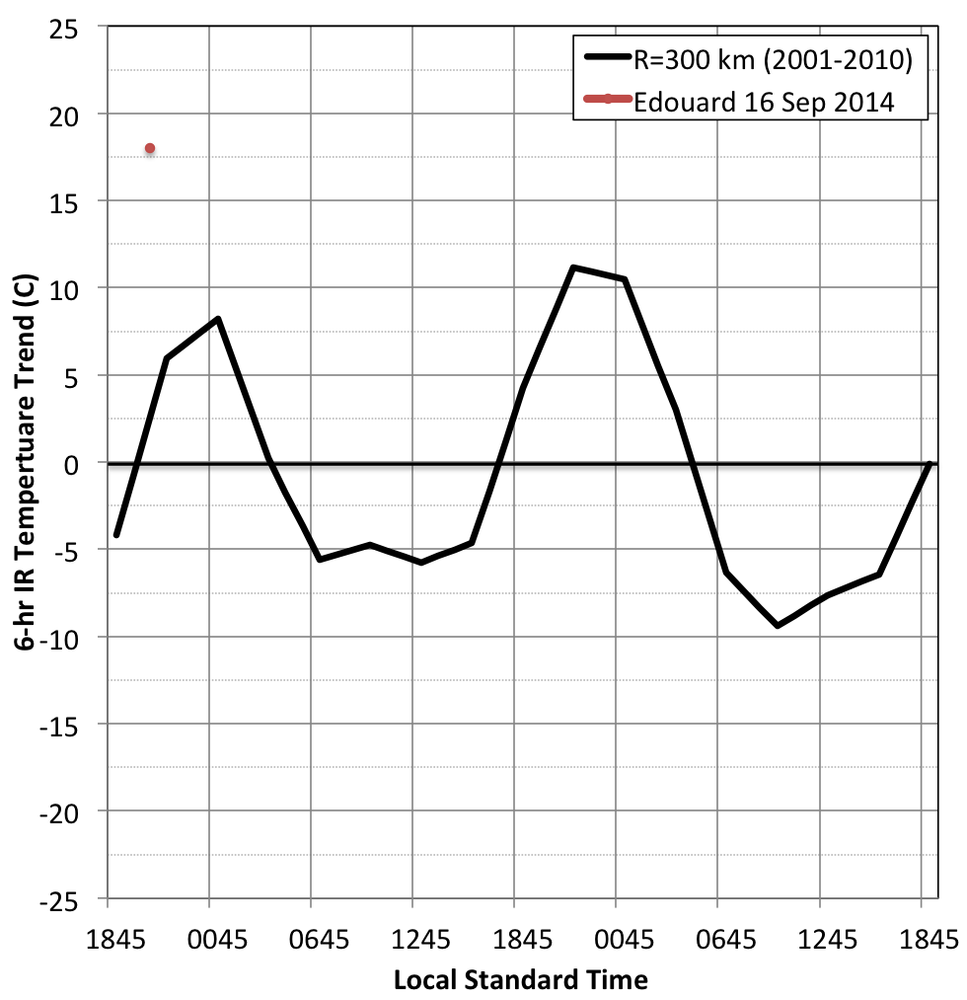 25
20
15
10
5
0
-5
-10
-15
-20
-25
6-hr IR Tempertuare Trend (C)
R=300 km (2001-2010)
Edouard 16 Sep 2014
1845 0045 0645 1245 1845 0045 0645 1245 1845
Local Standard Time